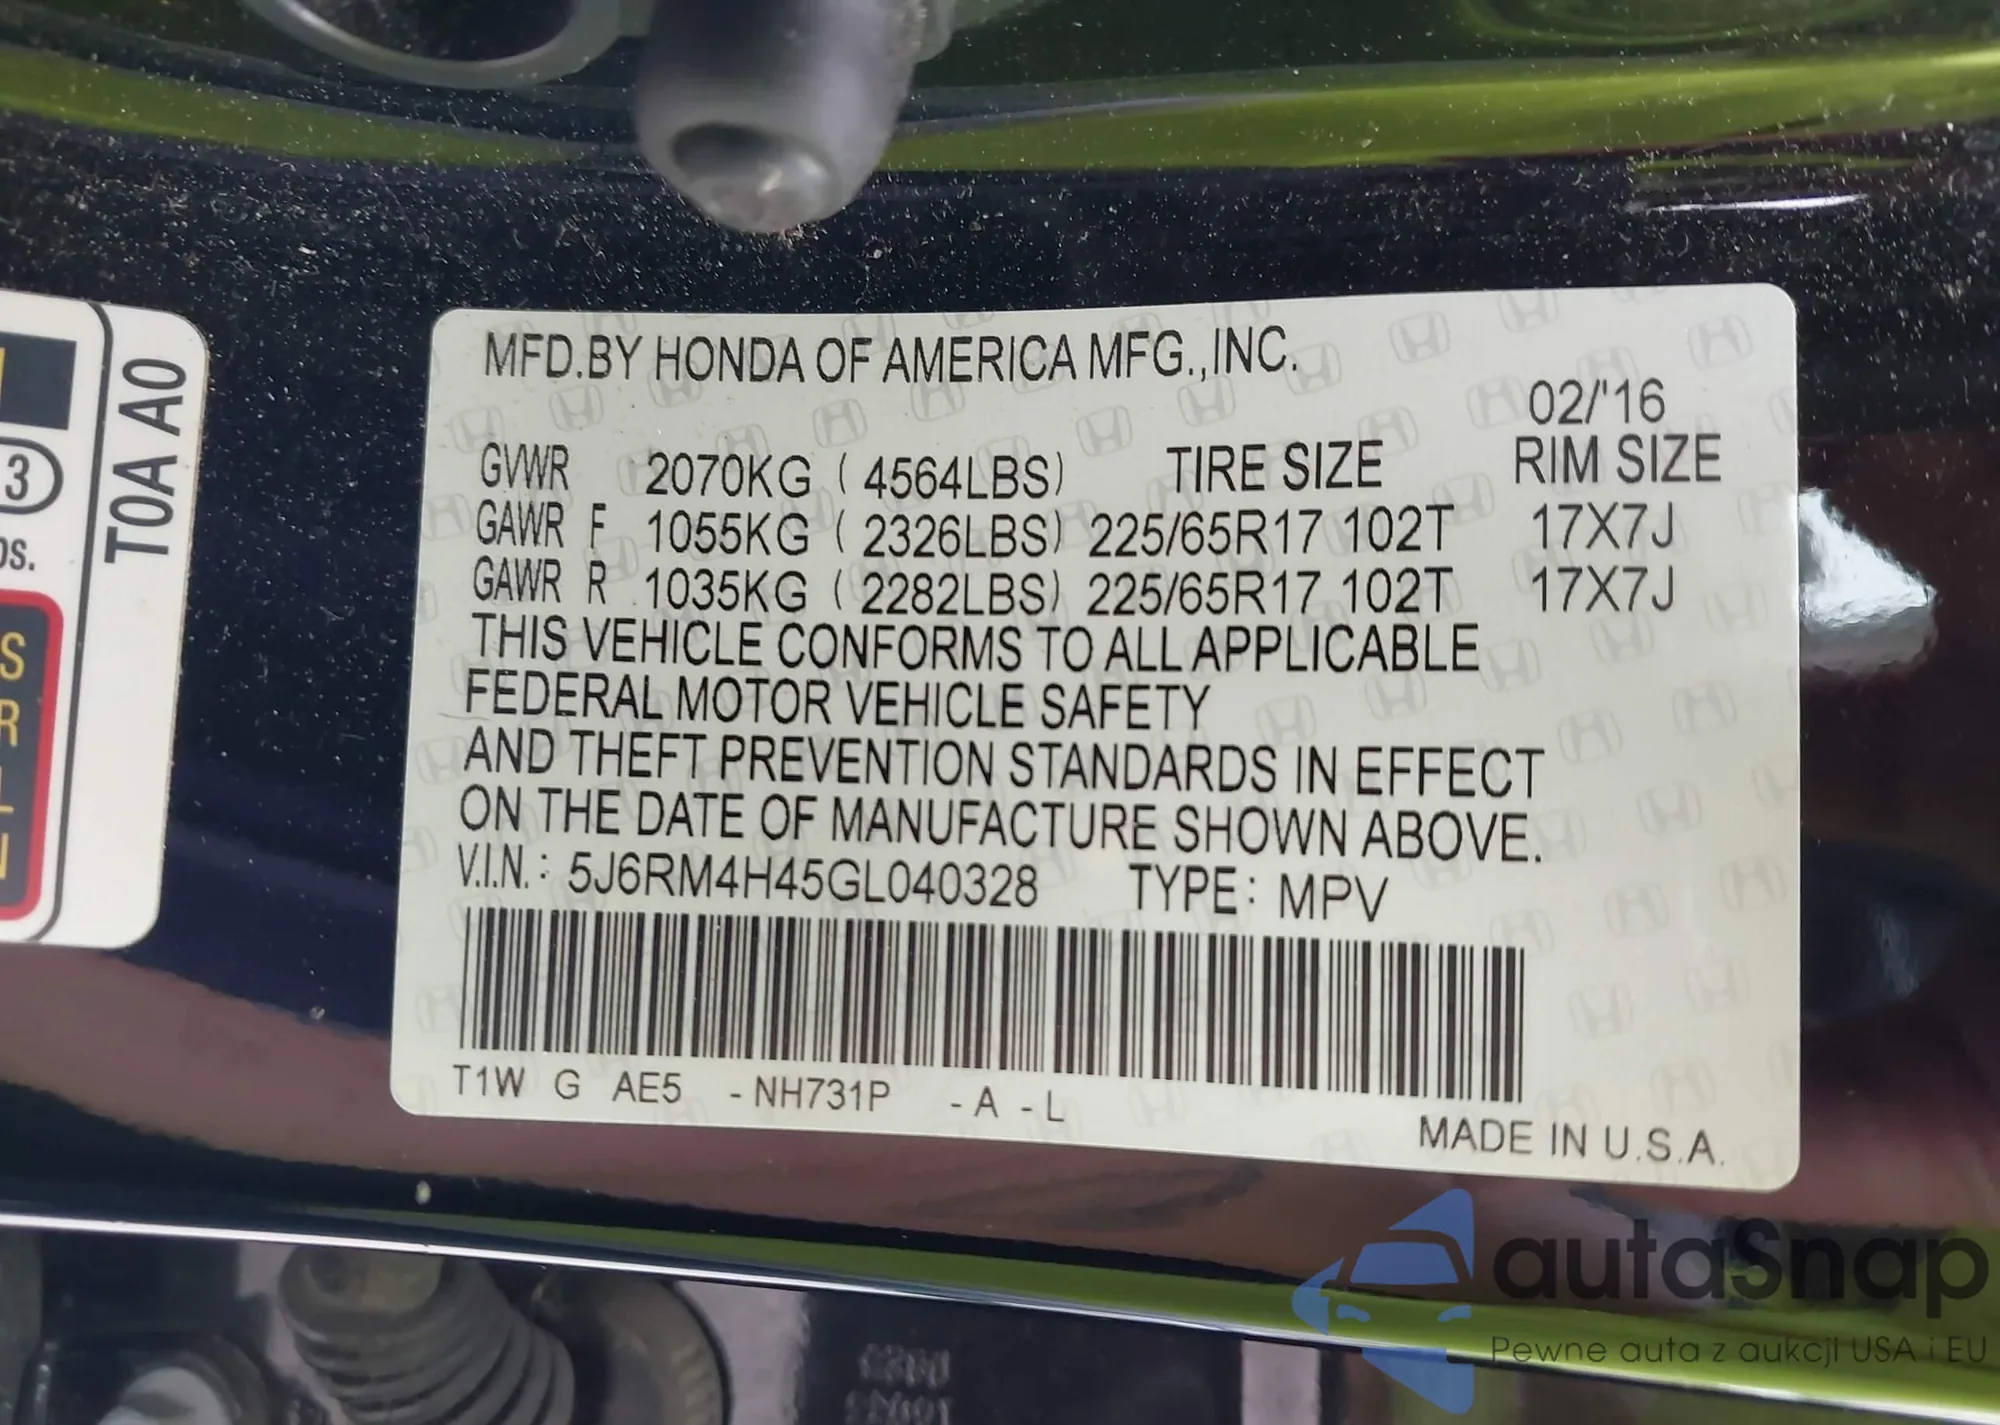 MFD.BY HONDA OF AMERICA MFG.,INC.
02/'16
GVWR 2070KG ( 4564LBS) TIRE SIZE RIM SIZE
GAWR F 1055KG ( 2326LBS) 225/65R17 102T 17X7J
GAWR R 1035KG ( 2282LBS) 225/65R17 102T 17X7J
THIS VEHICLE CONFORMS TO ALL APPLICABLE
FEDERAL MOTOR VEHICLE SAFETY
AND THEFT PREVENTION STANDARDS IN EFFECT
ON THE DATE OF MANUFACTURE SHOWN ABOVE.
V.I.N.: 5J6RM4H45GL040328 TYPE: MPV
T1W G AE5 -NH731P -A -L
MADE IN U.S.A.
T0A A0
3
S
R
L
N
autaSnap
Pewne auta z aukcji USA i EU